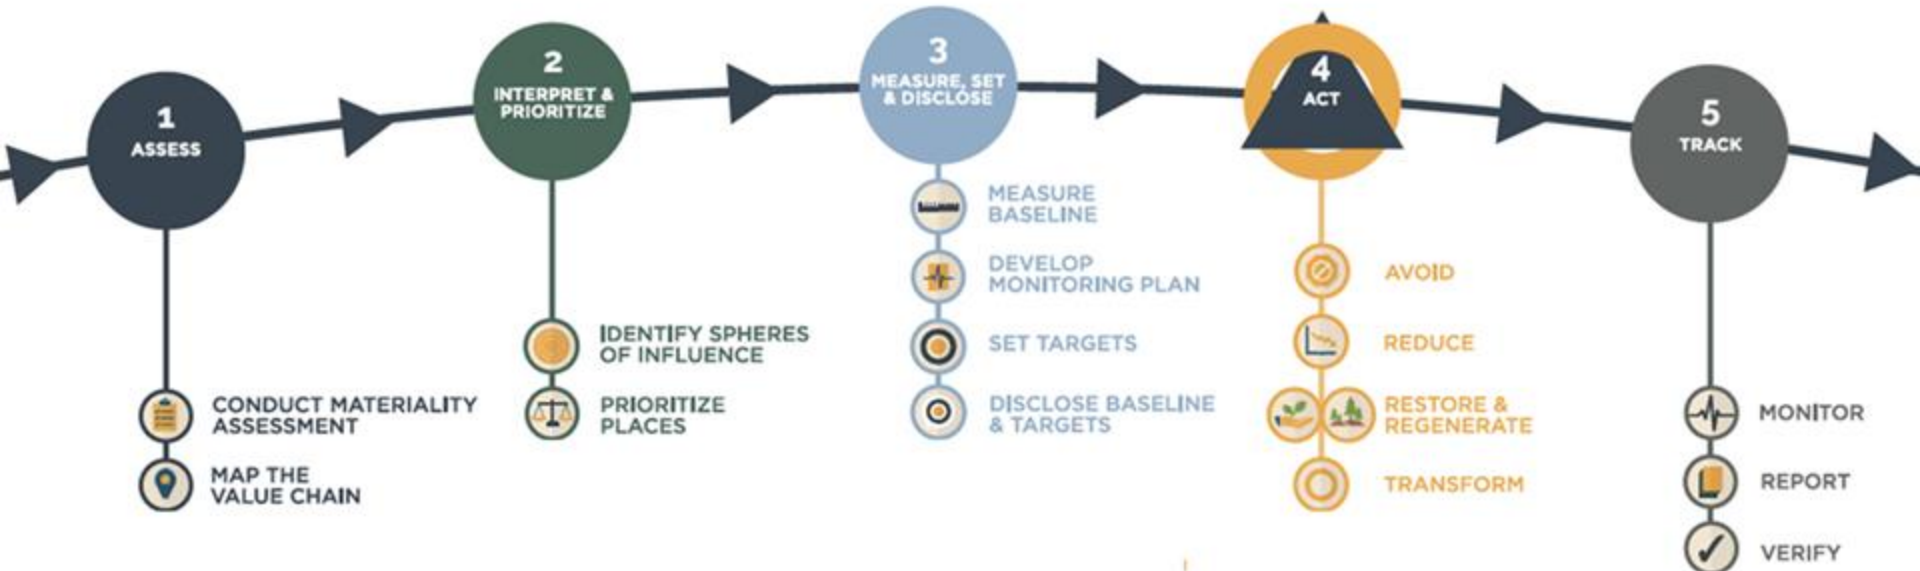 1
ASSESS
CONDUCT MATERIALITY
ASSESSMENT
MAP THE
VALUE CHAIN
2
INTERPRET &
PRIORITIZE
IDENTIFY SPHERES
OF INFLUENCE
PRIORITIZE
PLACES
3
MEASURE, SET
& DISCLOSE
MEASURE
BASELINE
DEVELOP
MONITORING PLAN
SET TARGETS
DISCLOSE BASELINE
& TARGETS
4
ACT
AVOID
REDUCE
RESTORE &
REGENERATE
TRANSFORM
5
TRACK
MONITOR
REPORT
VERIFY